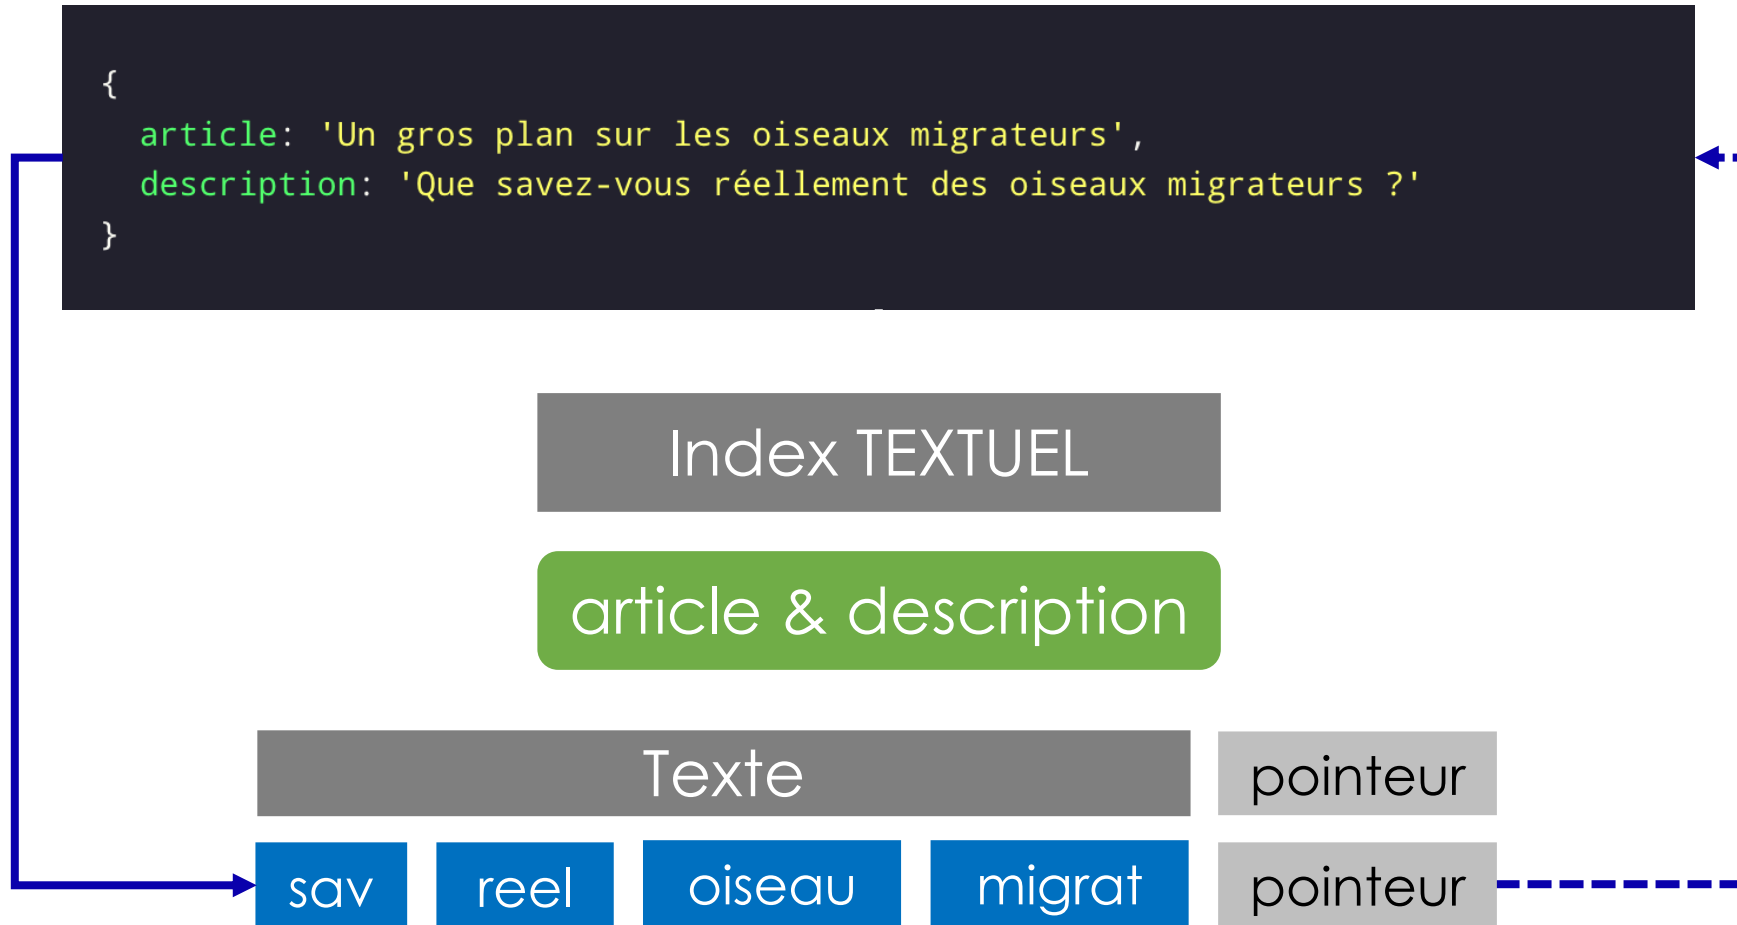 {
article: 'Un gros plan sur les oiseaux migrateurs',
description: 'Que savez-vous réellement des oiseaux migrateurs ?'
}
Index TEXTUEL
article & description
Texte pointeur
sav reel oiseau migrat pointeur